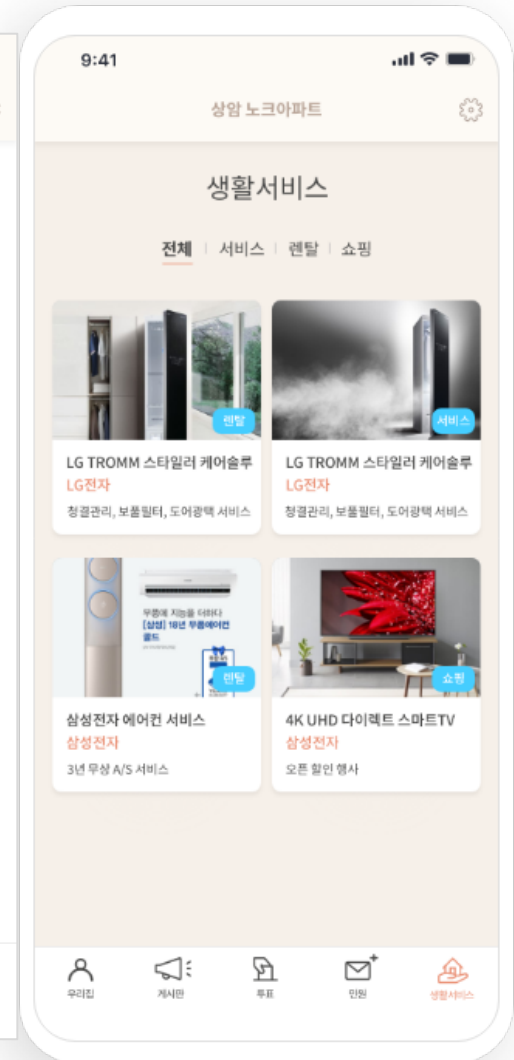 9:41
상암 노크아파트
생활서비스
전체 서비스 렌탈 쇼핑
렌탈
서비스
LG TROMM 스타일러 케어솔루
LG전자
청결관리, 보풀필터, 도어광택 서비스
LG TROMM 스타일러 케어솔루
LG전자
청결관리, 보풀필터, 도어광택 서비스
무풍에 지능을 더하다
[삼성] 18년 무풍에어컨
골드
렌탈
쇼핑
삼성전자 에어컨 서비스
삼성전자
3년 무상 A/S 서비스
4K UHD 다이렉트 스마트TV
삼성전자
오픈 할인 행사
우리집 게시판 투표 민원 생활서비스